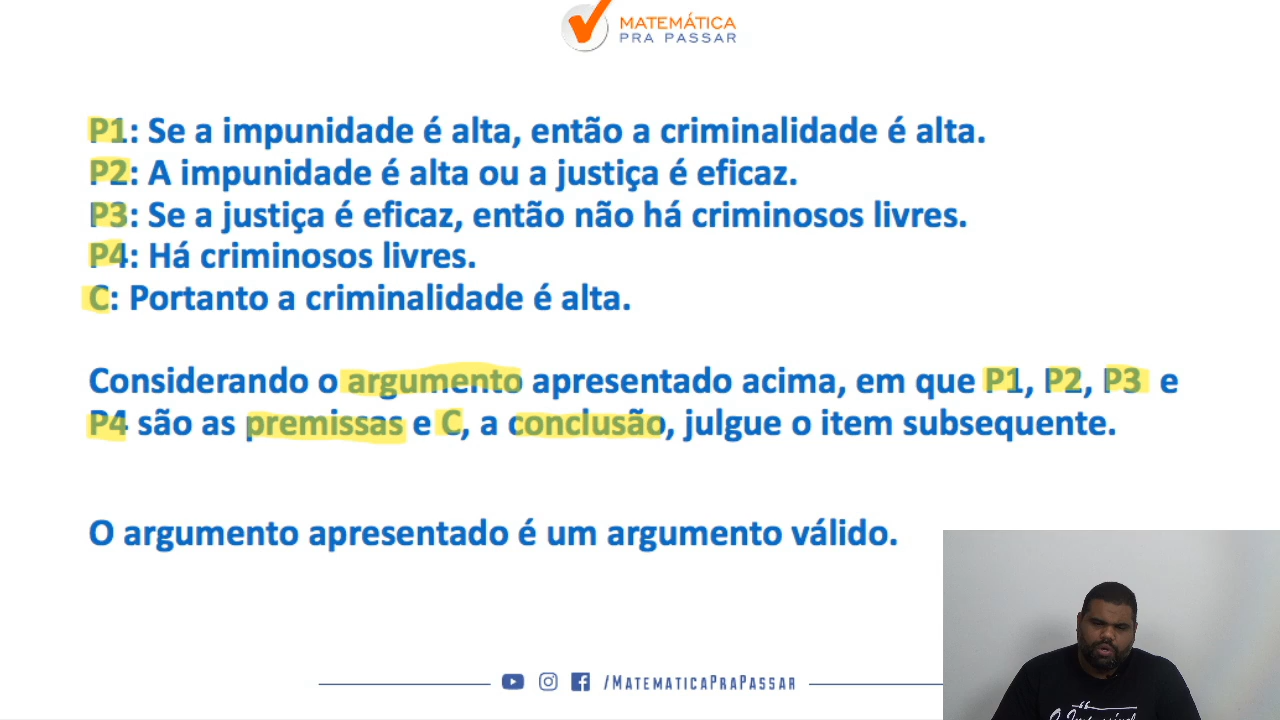 MATEMÁTICA
PRA PASSAR
P1: Se a impunidade é alta, então a criminalidade é alta.
P2: A impunidade é alta ou a justiça é eficaz.
P3: Se a justiça é eficaz, então não há criminosos livres.
P4: Há criminosos livres.
C: Portanto a criminalidade é alta.
Considerando o argumento apresentado acima, em que P1, P2, P3 e
P4 são as premissas e C, a conclusão, julgue o item subsequente.
O argumento apresentado é um argumento válido.
/MATEMATICAPRAPASSAR